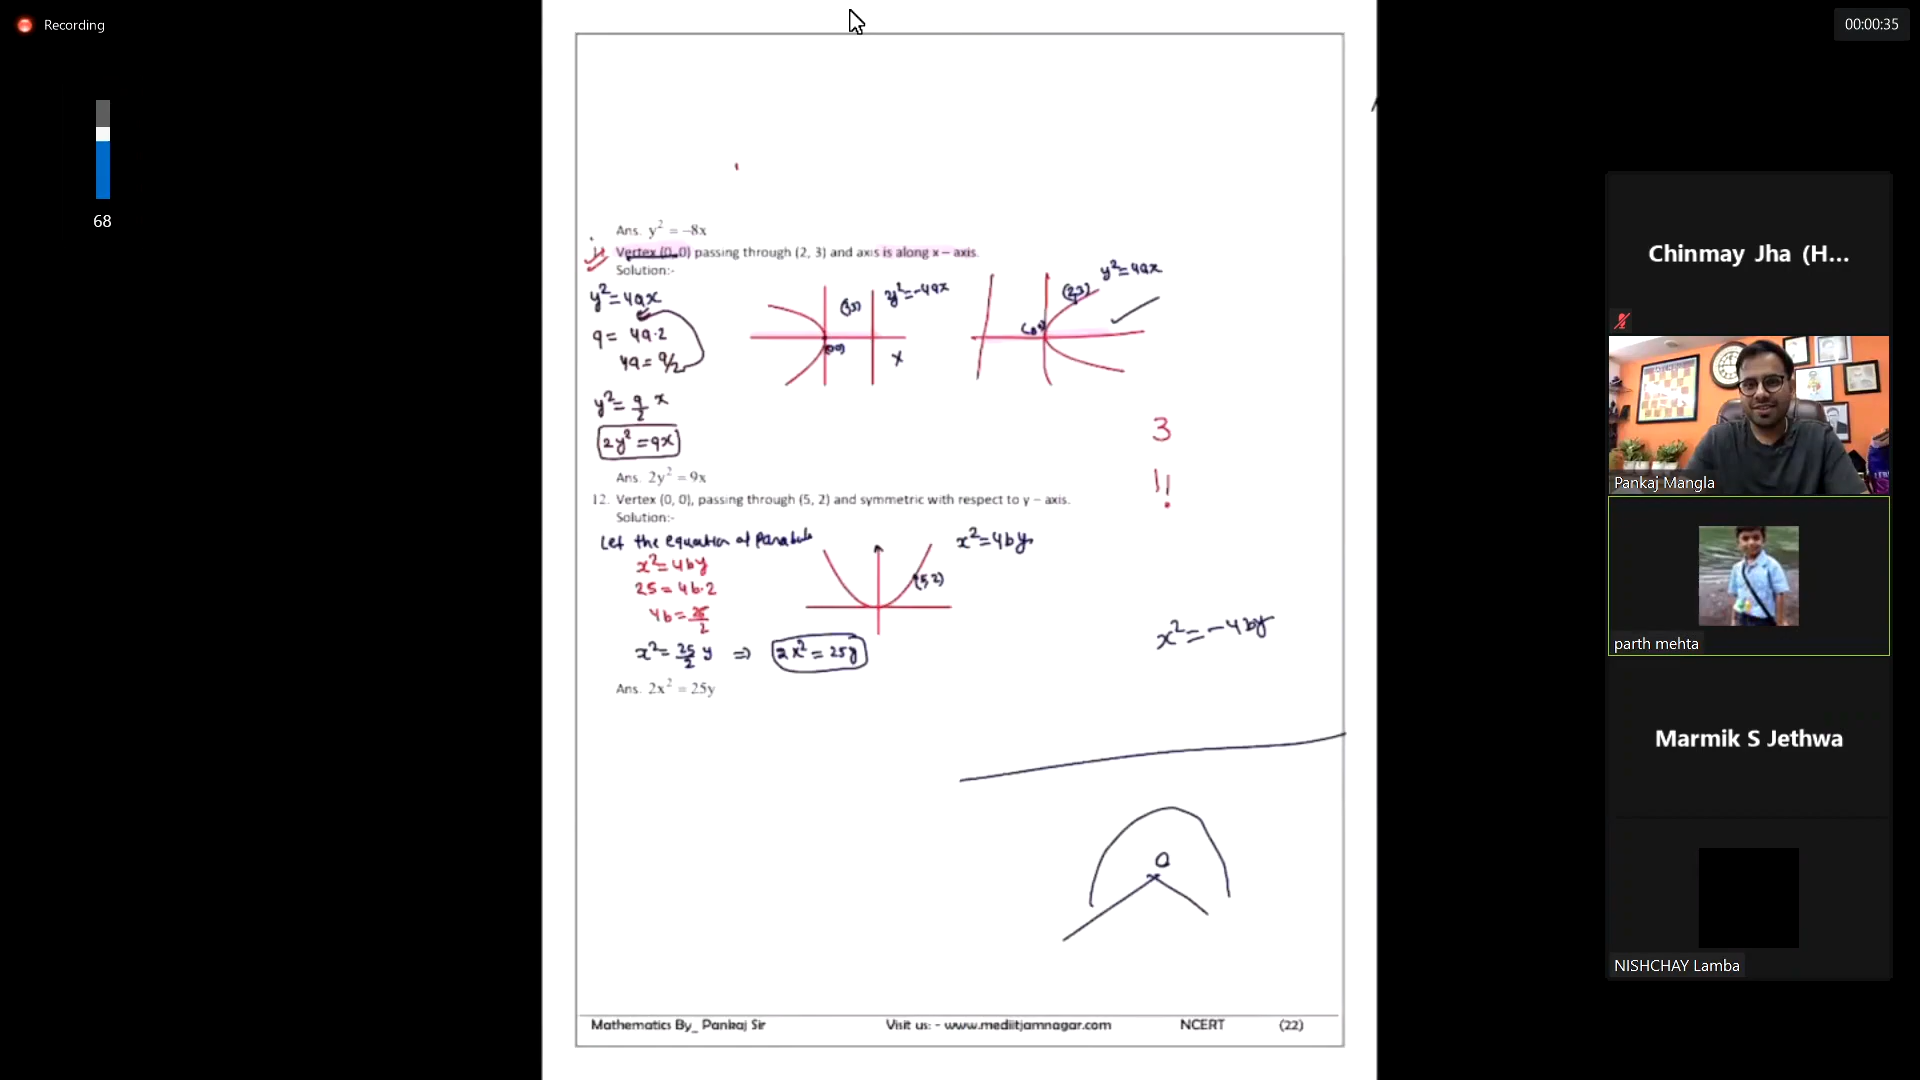 Recording
00:00:35
68
Ans. y² = –8x
11. Vertex (0, 0) passing through (2, 3) and axis is along x – axis.
Solution:-
y²=4ax
9= 4a·2
4a= 9/2
y²= 9/2 x
2y²=9x
y²=-4ax
(0,0)
X
y²=4ax
(2,3)
3
Ans. 2y² = 9x
12. Vertex (0, 0), passing through (5, 2) and symmetric with respect to y – axis.
Solution:-
Let the equation of Parabola
x²=4by
25=4b·2
4b=25/2
x²=25/2 y ⇒ 2x²=25y
(5,2)
x²=4by
x²=-4by
Ans. 2x² = 25y
Mathematics By_ Pankaj Sir
Visit us: - www.mediitjamnagar.com
NCERT
(22)
Chinmay Jha (H...
Pankaj Mangla
parth mehta
Marmik S Jethwa
NISHCHAY Lamba